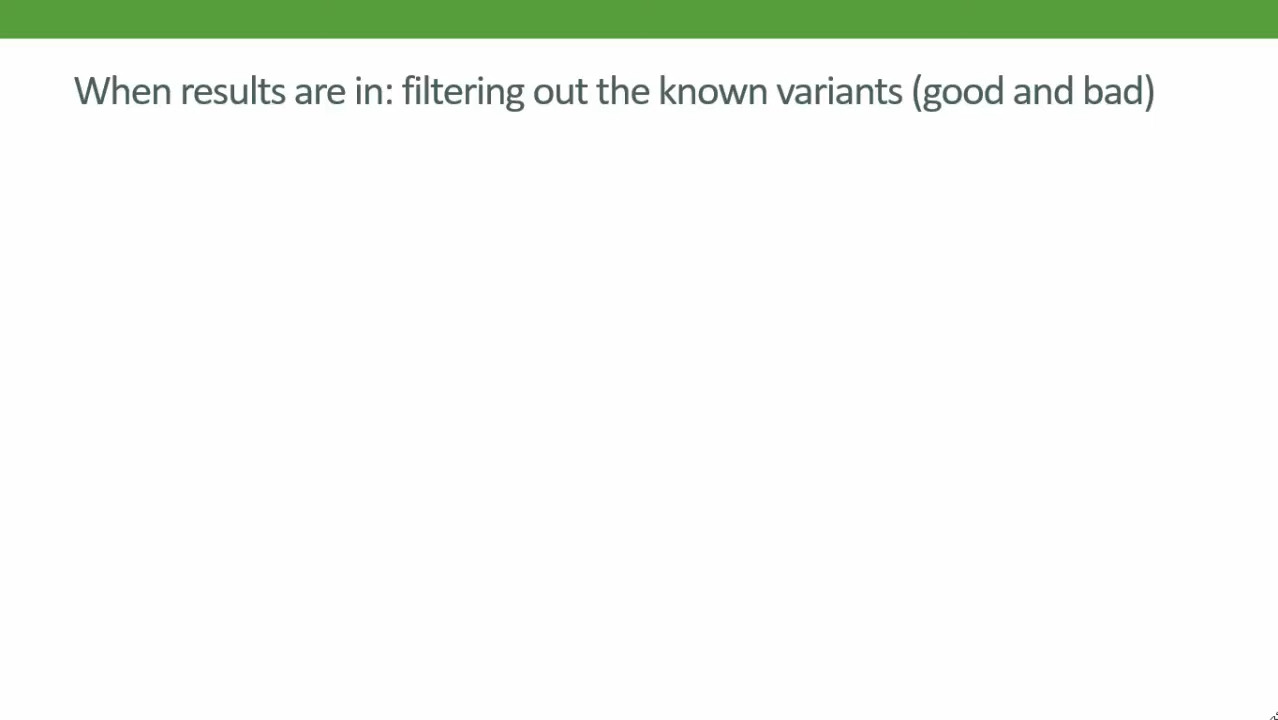 When results are in: filtering out the known variants (good and bad)